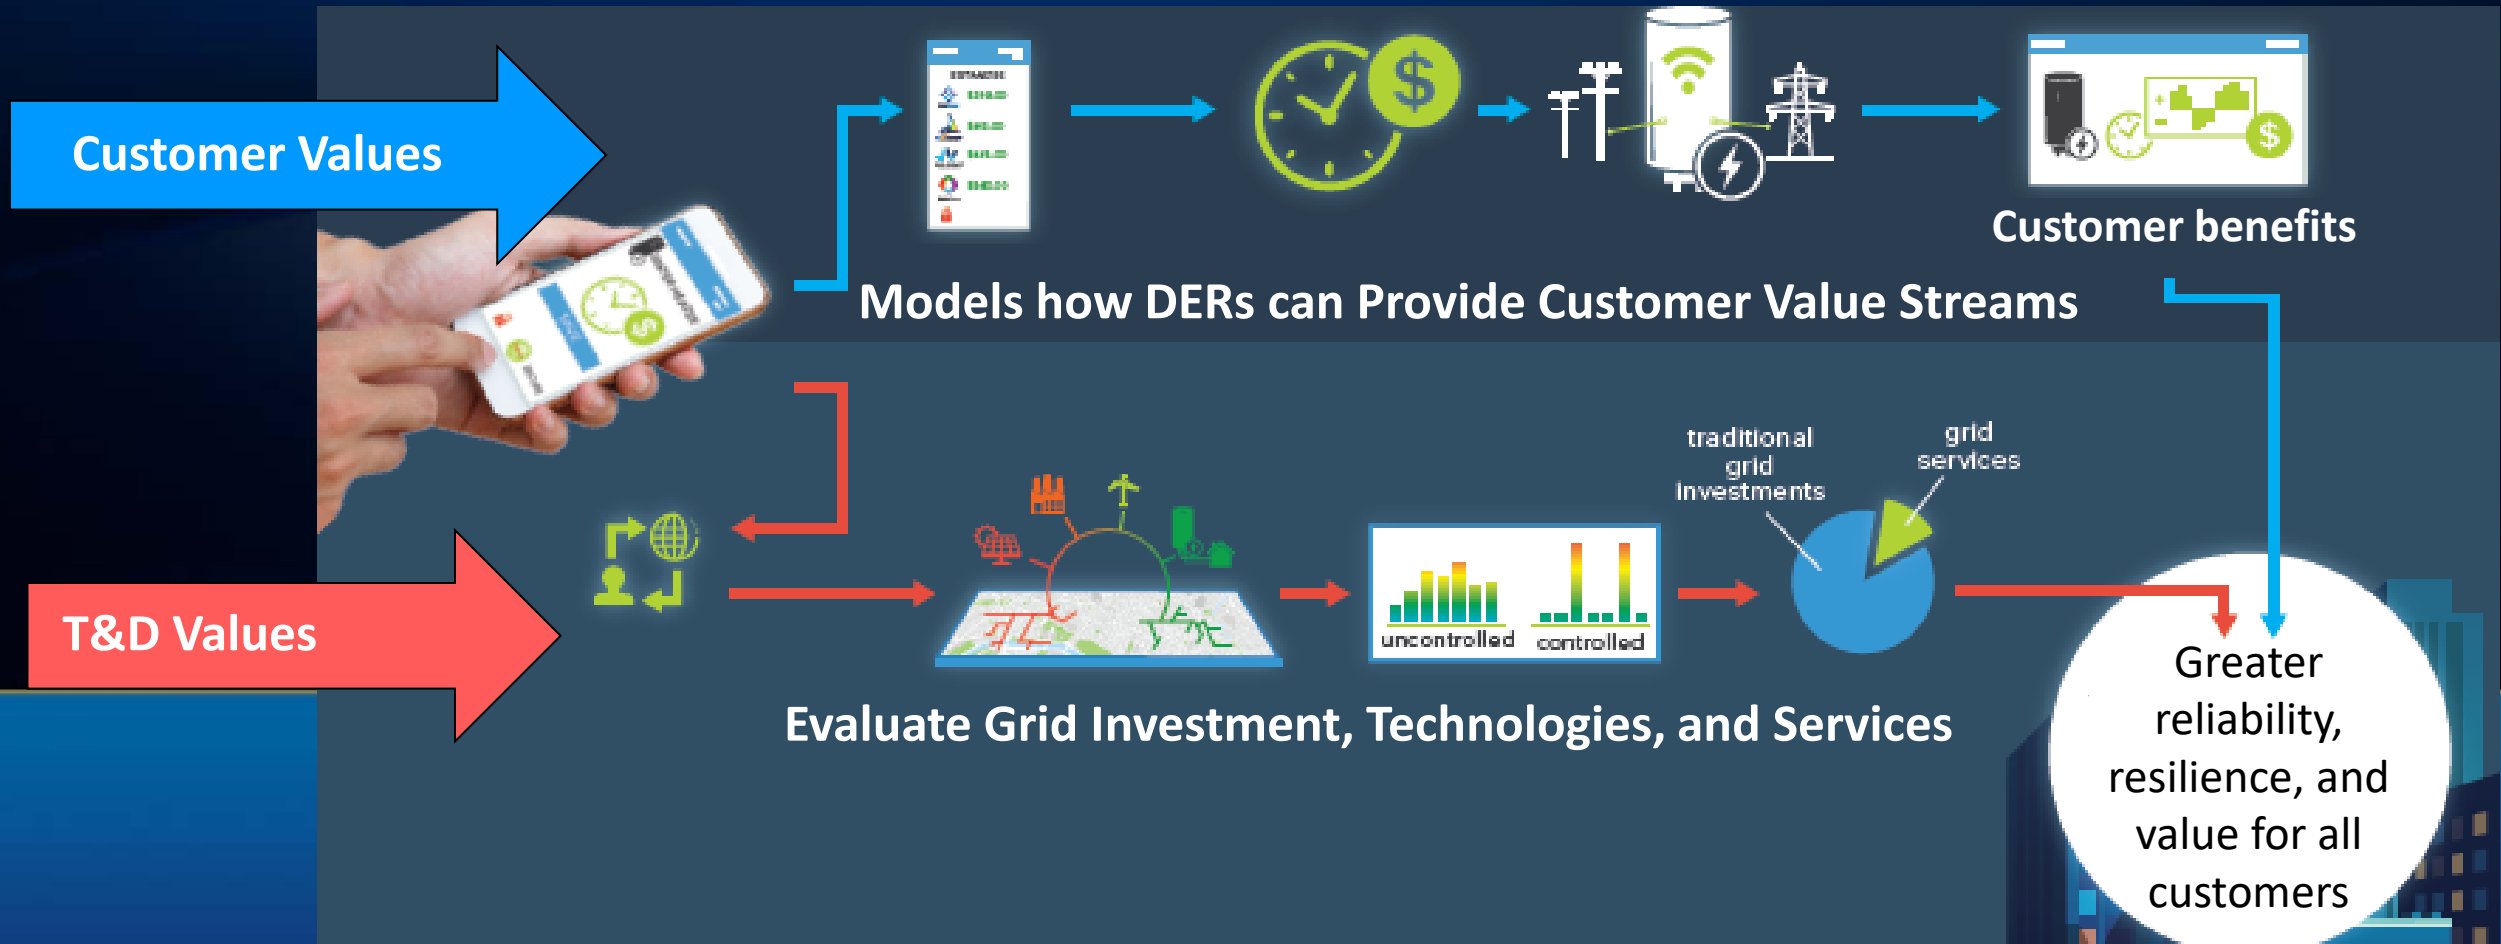 Customer Values
Customer benefits
Models how DERs can Provide Customer Value Streams
traditional
grid
investments
grid
services
uncontrolled
controlled
T&D Values
Evaluate Grid Investment, Technologies, and Services
Greater
reliability,
resilience, and
value for all
customers